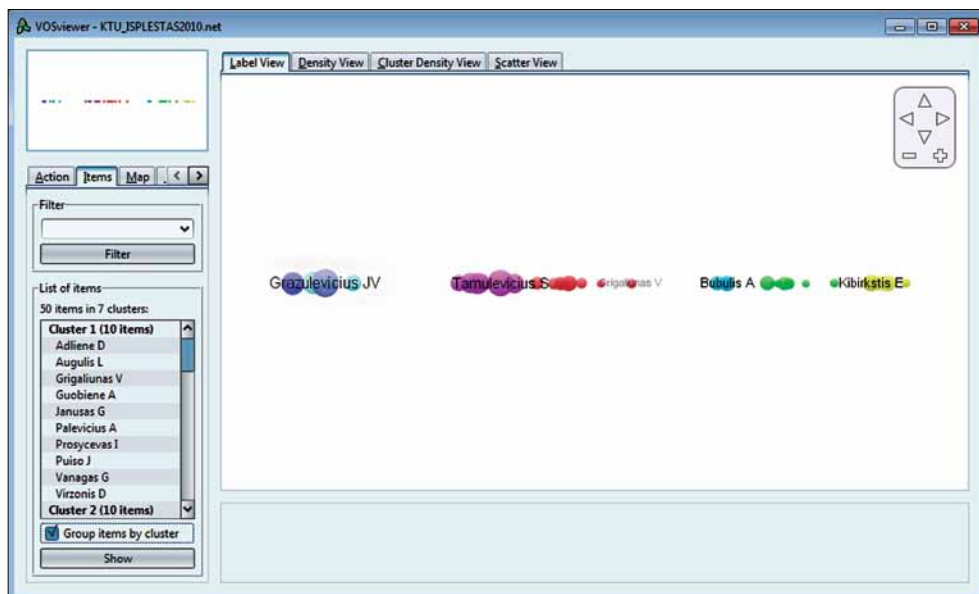 VOSviewer - KTU_ISPLESTAS2010.net
Label View Density View Cluster Density View Scatter View
Action Items Map
Filter
Filter
List of items
50 items in 7 clusters:
Cluster 1 (10 items)
Adliene D
Augulis L
Grigaliunas V
Guobiene A
Janusas G
Palevicius A
Prosycevas I
Puiso J
Vanagas G
Virzonis D
Cluster 2 (10 items)
Group items by cluster
Show
Grazulevicius JV Tamulevicius S Grigaliunas V Bubulis A Kibirkstis E